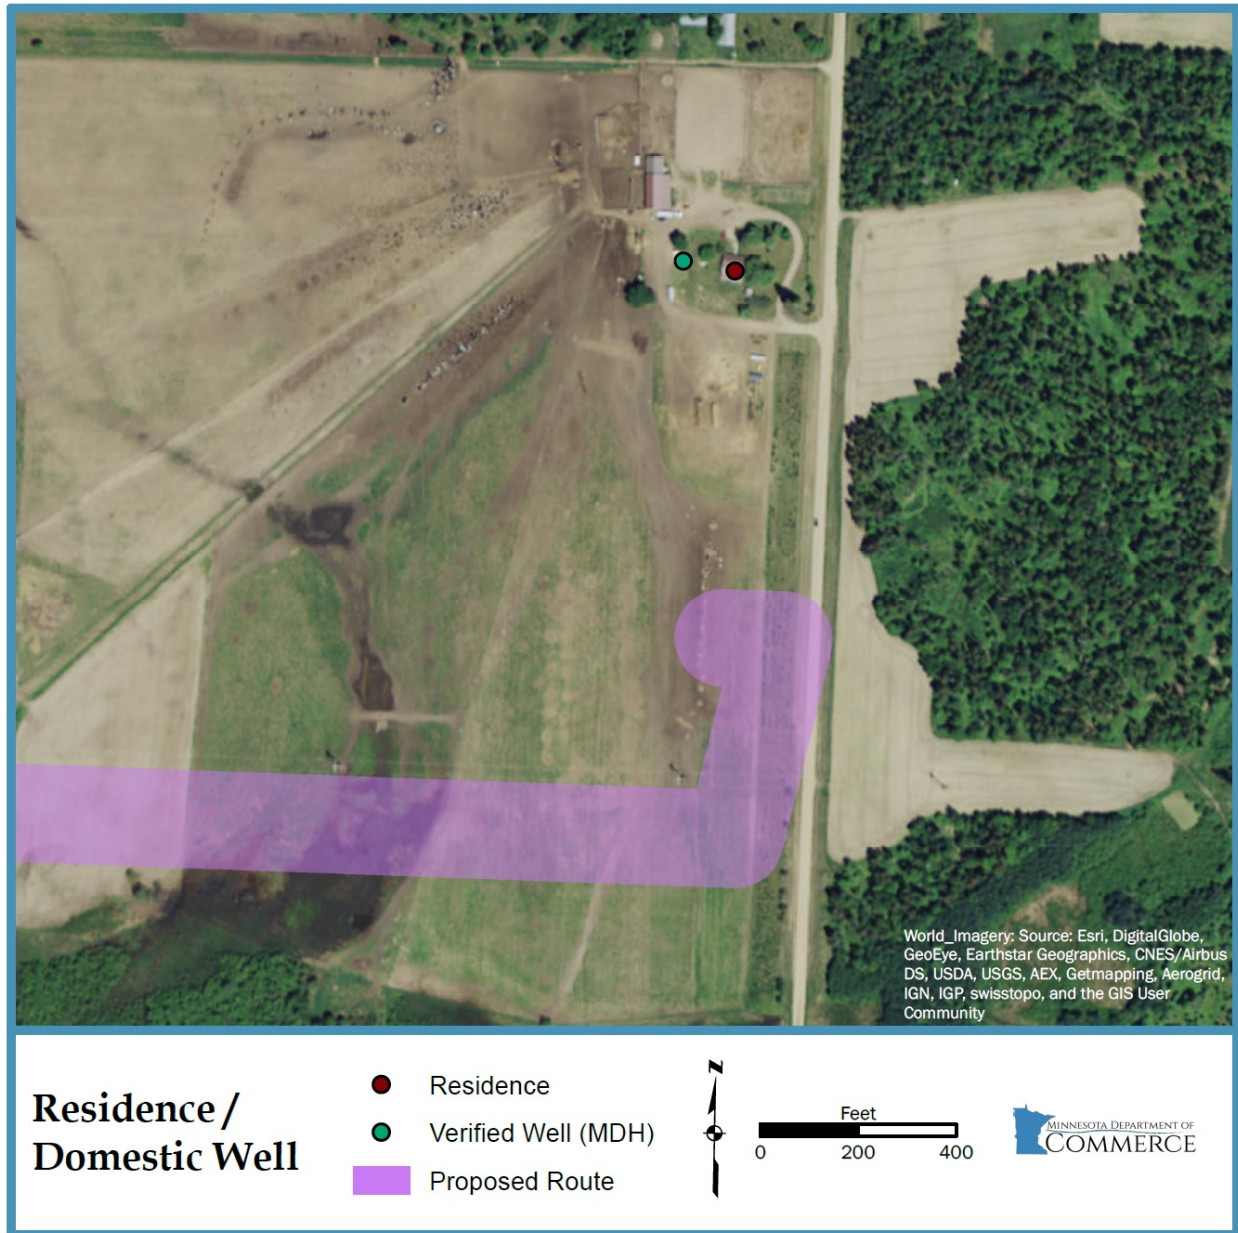 World_Imagery: Source: Esri, DigitalGlobe,
GeoEye, Earthstar Geographics, CNES/Airbus
DS, USDA, USGS, AEX, Getmapping, Aerogrid,
IGN, IGP, swisstopo, and the GIS User
Community
Residence /
Domestic Well
Residence
Verified Well (MDH)
Proposed Route
N
Feet
0 200 400
MINNESOTA DEPARTMENT OF
COMMERCE